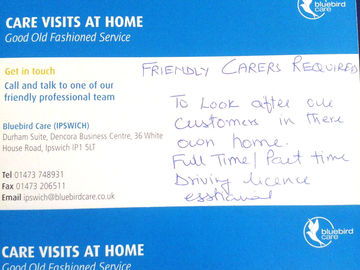 CARE VISITS AT HOME
Good Old Fashioned Service
bluebird
care
Get in touch
Call and talk to one of our
friendly professional team
Bluebird Care (IPSWICH)
Durham Suite, Dencora Business Centre, 36 White
House Road, Ipswich IP1 5LT
Tel 01473 748931
Fax 01473 206511
Email ipswich@bluebirdcare.co.uk
FRIENDLY CARERS REQUIRED
To Look after our
customers in there
own home.
Full Time/ Part time
Driving licence
CARE VISITS AT HOME
Good Old Fashioned Service
bluebird
care